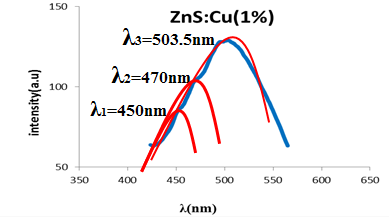 150
ZnS:Cu(1%)
λ3=503.5nm
λ2=470nm
100
λ1=450nm
intensity(a.u)
50
350 400 450 500 550 600 650
λ(nm)